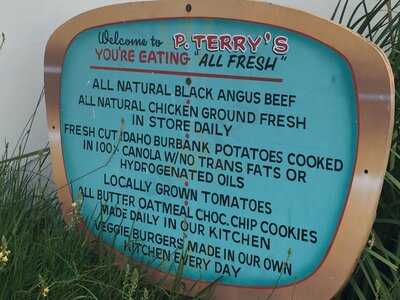 Welcome to P. TERRY'S
YOU'RE EATING "ALL FRESH"
ALL NATURAL BLACK ANGUS BEEF
ALL NATURAL CHICKEN GROUND FRESH
IN STORE DAILY
FRESH CUT IDAHO BURBANK POTATOES COOKED
IN 100% CANOLA W/NO TRANS FATS OR
HYDROGENATED OILS
LOCALLY GROWN TOMATOES
ALL BUTTER OATMEAL CHOC. CHIP COOKIES
MADE DAILY IN OUR KITCHEN
VEGGIE BURGERS MADE IN OUR OWN
KITCHEN EVERY DAY